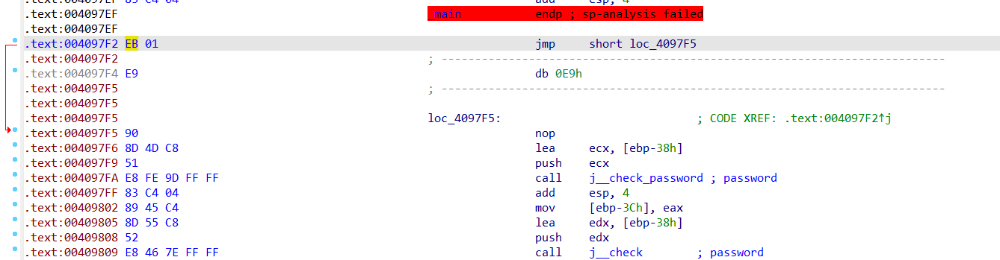 .text:004097EF 83 C4 04 add esp, 4
.text:004097EF _main endp ; sp-analysis failed
.text:004097EF
.text:004097F2 EB 01 jmp short loc_4097F5
.text:004097F2 ; ---------------------------------------------------------------------------
.text:004097F4 E9 db 0E9h
.text:004097F5 ; ---------------------------------------------------------------------------
.text:004097F5
.text:004097F5 loc_4097F5: ; CODE XREF: .text:004097F2↑j
.text:004097F5 90 nop
.text:004097F6 8D 4D C8 lea ecx, [ebp-38h]
.text:004097F9 51 push ecx
.text:004097FA E8 FE 9D FF FF call j__check_password ; password
.text:004097FF 83 C4 04 add esp, 4
.text:00409802 89 45 C4 mov [ebp-3Ch], eax
.text:00409805 8D 55 C8 lea edx, [ebp-38h]
.text:00409808 52 push edx
.text:00409809 E8 46 7E FF FF call j__check ; password